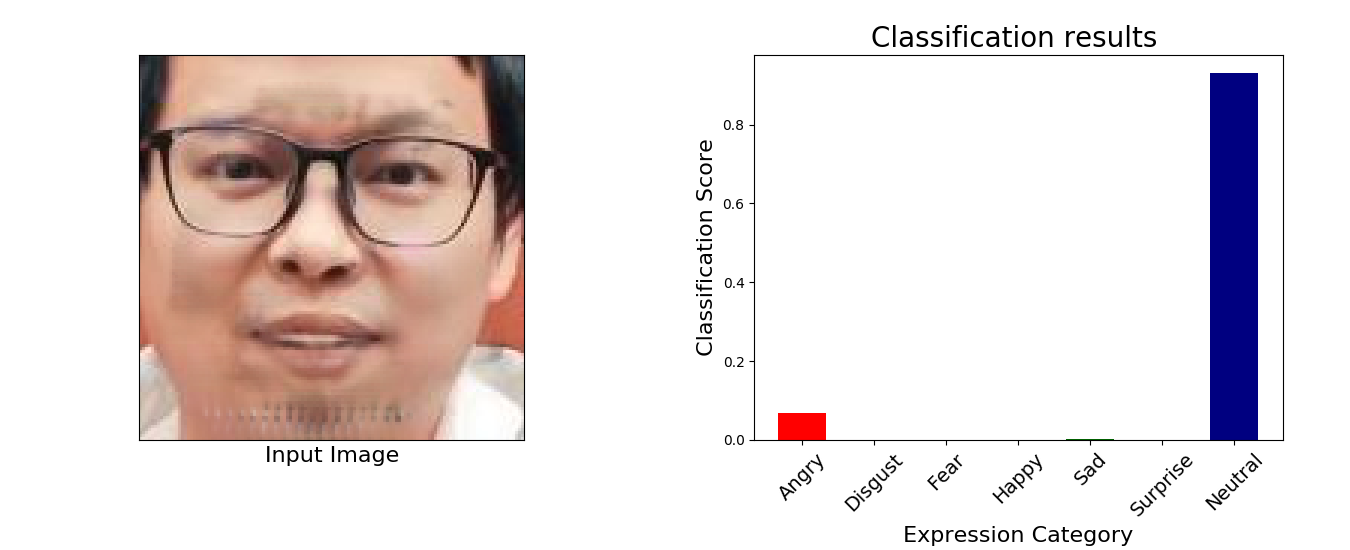 Classification results
Classification Score
0.8
0.6
0.4
0.2
0.0
Angry
Disgust
Fear
Happy
Sad
Surprise
Neutral
Input Image
Expression Category